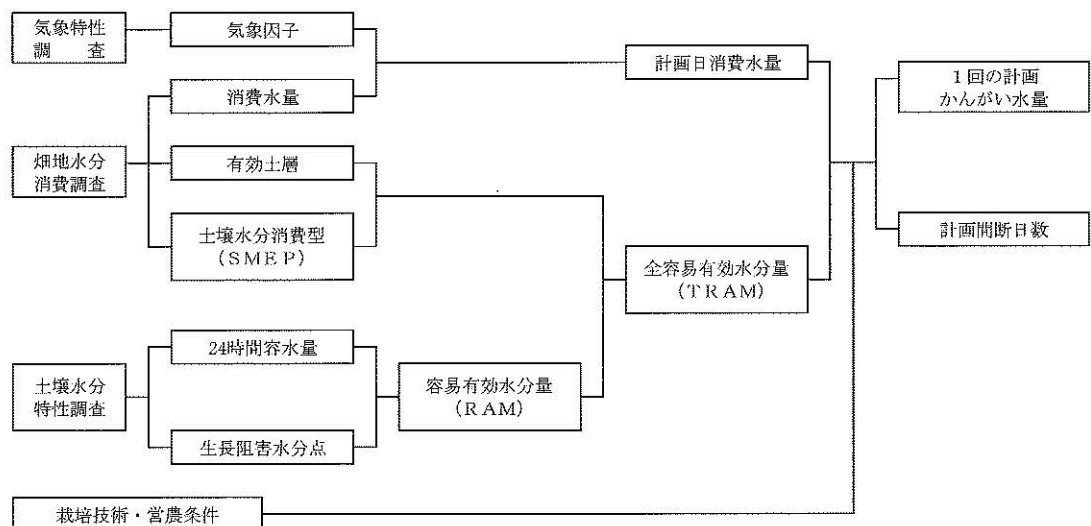 気象特性
調　査
気象因子
消費水量
計画日消費水量
1回の計画
かんがい水量
畑地水分
消費調査
有効土層
土壌水分消費型
(SMEP)
計画間断日数
全容易有効水分量
(TRAM)
土壌水分
特性調査
24時間容水量
生長阻害水分点
容易有効水分量
(RAM)
栽培技術・営農条件